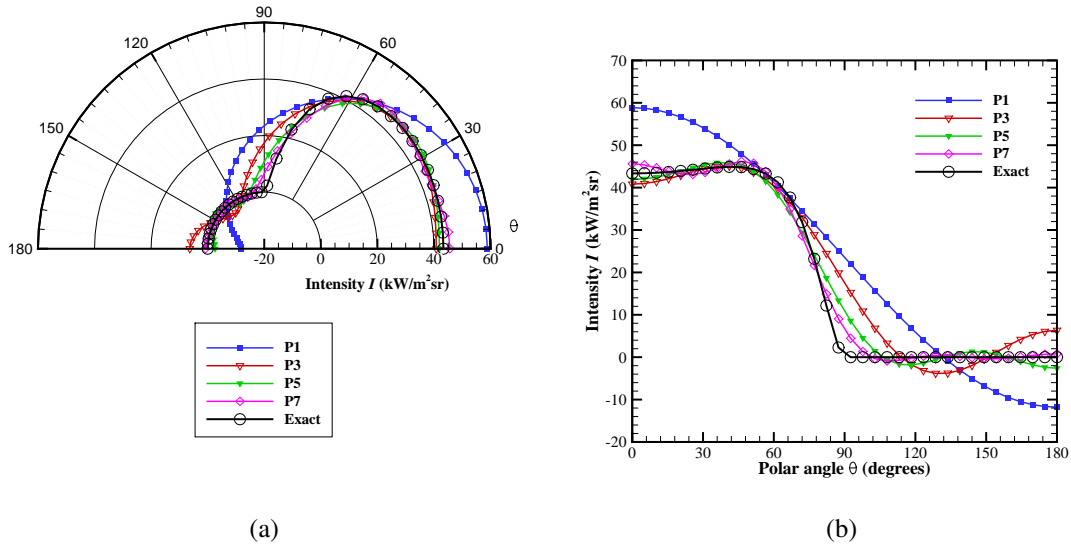 90
120
60
150
30
180
0
θ
-20
0
20
40
60
Intensity I (kW/m²sr)
P1
P3
P5
P7
Exact
(a)
70
60
50
40
30
20
10
0
-10
-20
Intensity I (kW/m²sr)
P1
P3
P5
P7
Exact
0
30
60
90
120
150
180
Polar angle θ (degrees)
(b)